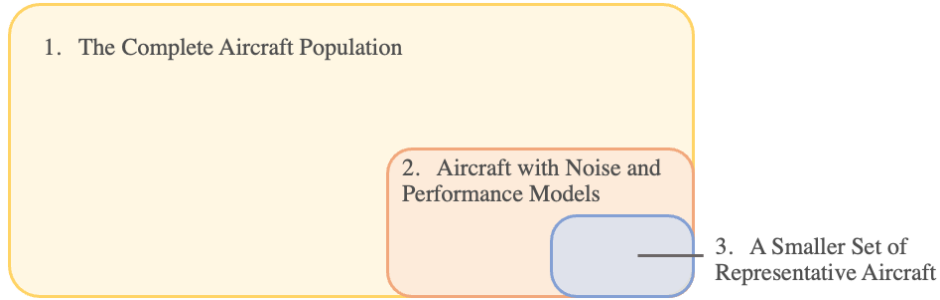 1. The Complete Aircraft Population
2. Aircraft with Noise and
Performance Models
3. A Smaller Set of
Representative Aircraft